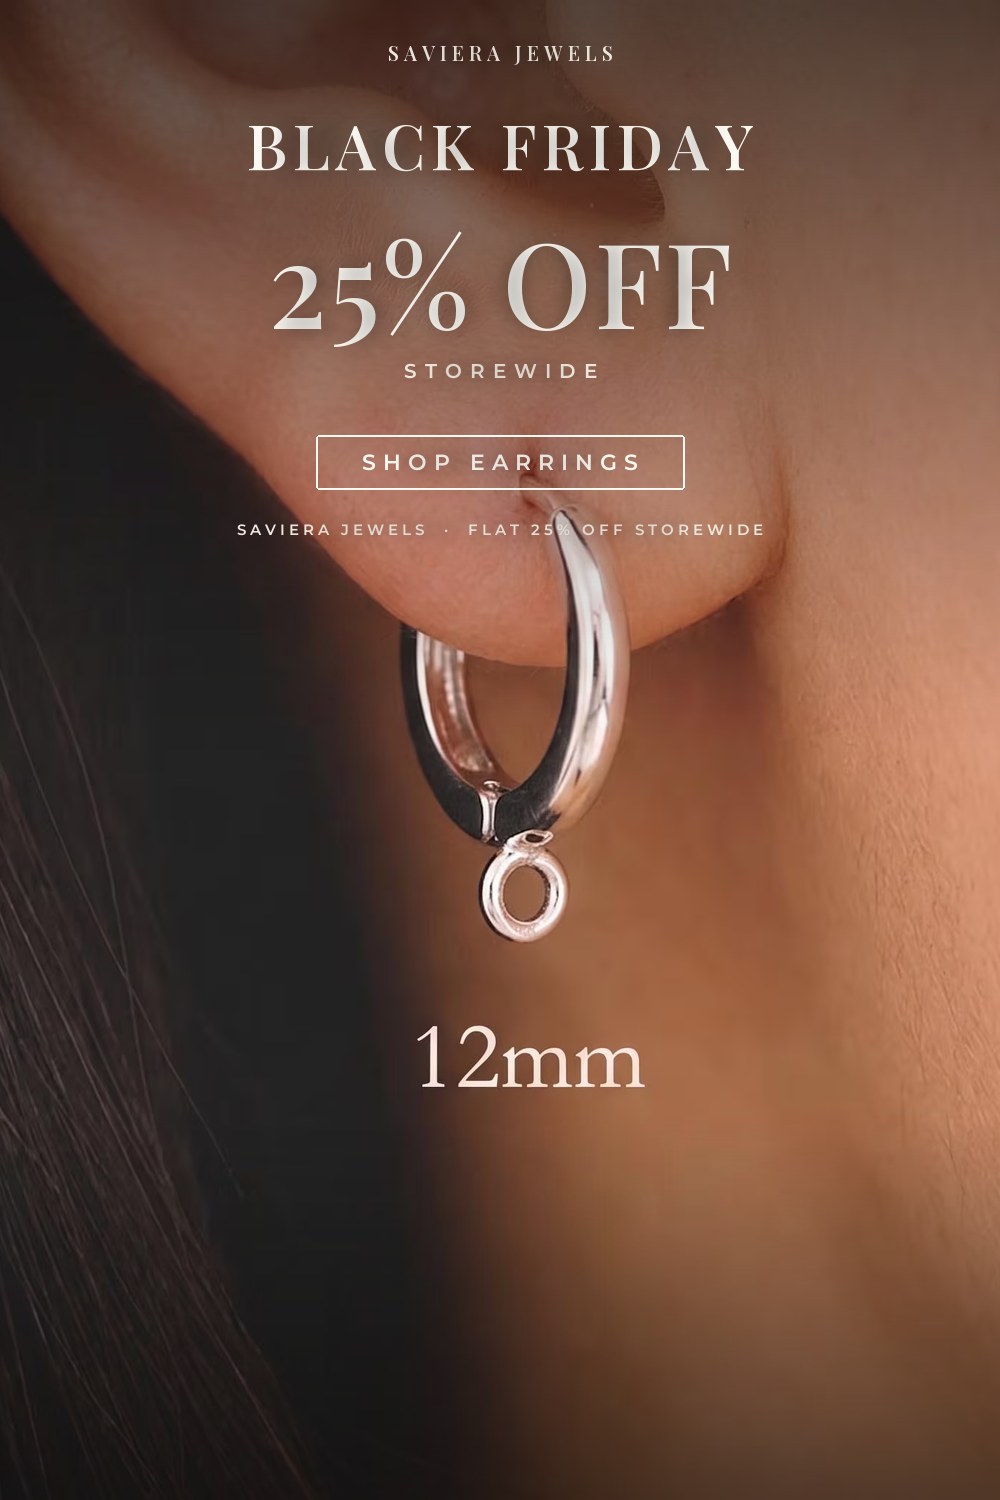 SAVIERA JEWELS
BLACK FRIDAY
25% OFF
STOREWIDE
SHOP EARRINGS
SAVIERA JEWELS · FLAT 25% OFF STOREWIDE
12mm